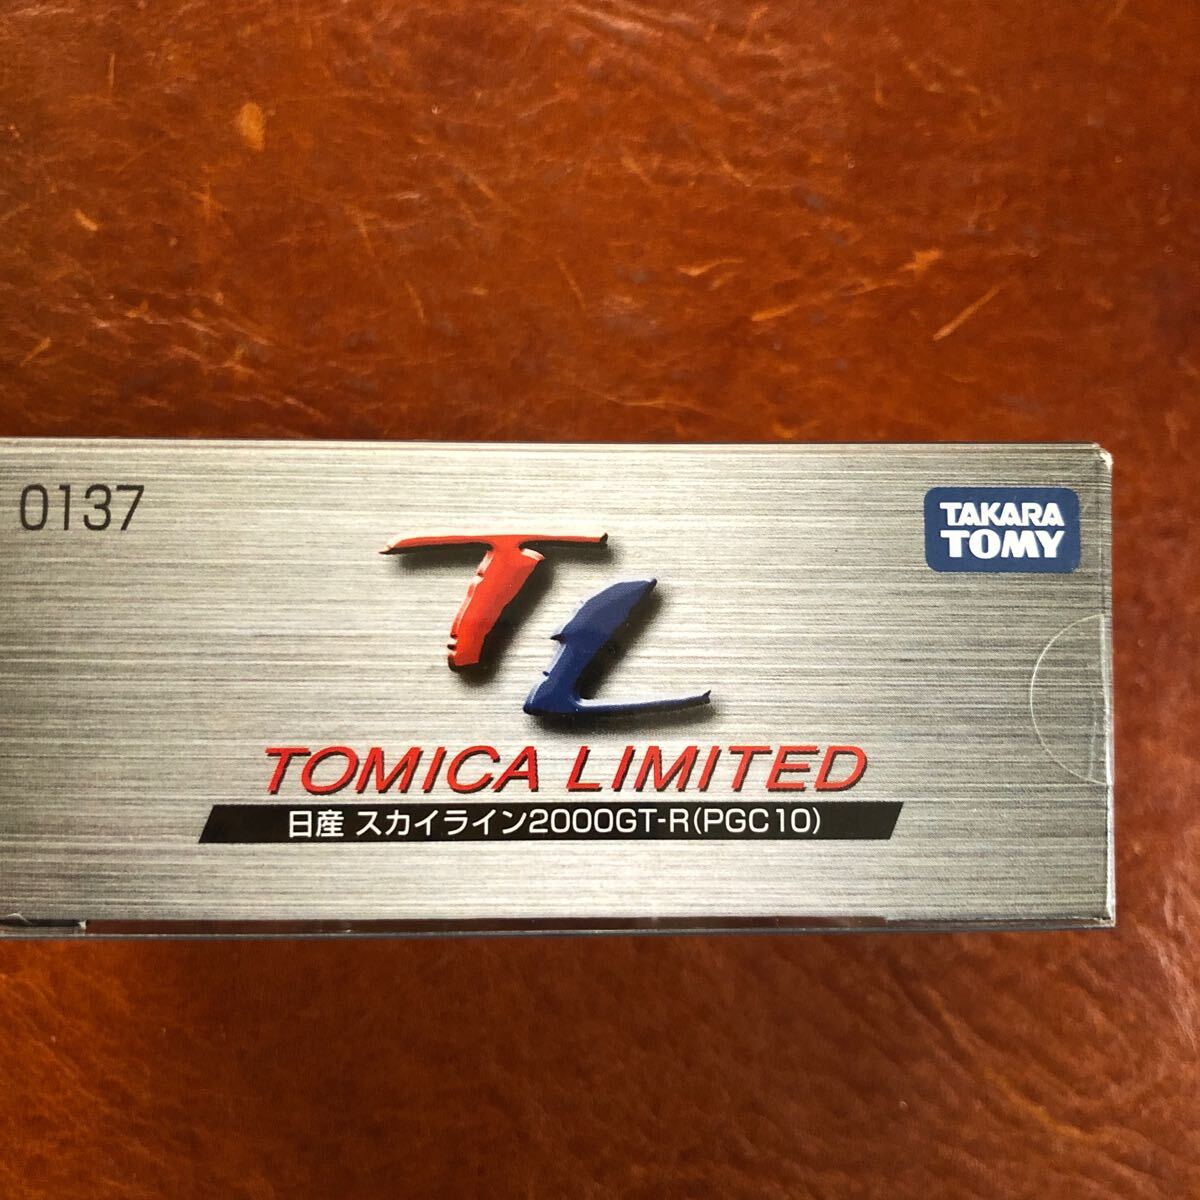 0137
TAKARA
TOMY
TL
TOMICA LIMITED
日産 スカイライン2000GT-R(PGC10)